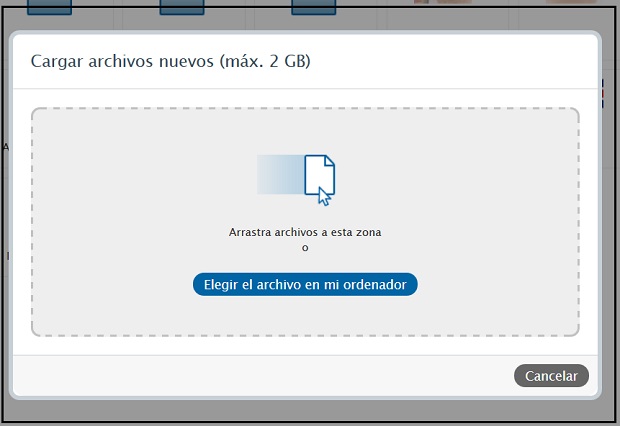 Cargar archivos nuevos (máx. 2 GB)
A
Arrastra archivos a esta zona
o
Elegir el archivo en mi ordenador
Cancelar